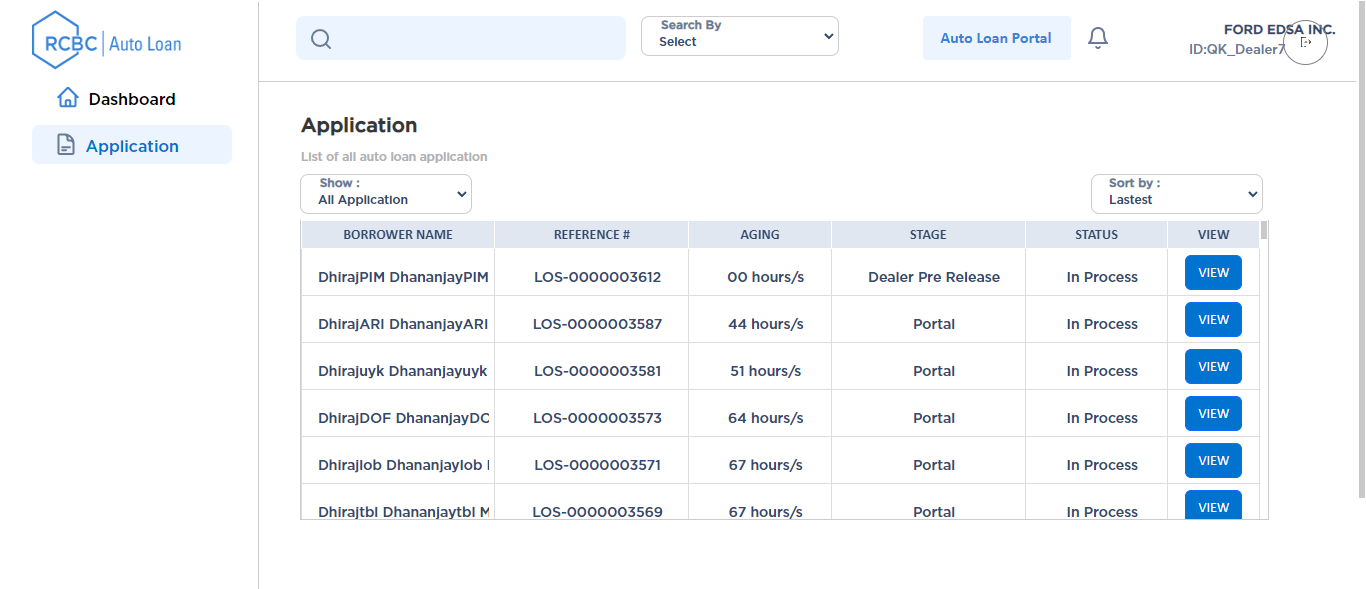 RCBC Auto Loan
Dashboard
Application
Search By
Select
Auto Loan Portal
FORD EDSA INC.
ID:QK_Dealer7
Application
List of all auto loan application
Show :
All Application
Sort by :
Lastest
BORROWER NAME REFERENCE # AGING STAGE STATUS VIEW
DhirajPIM DhananjayPIM LOS-0000003612 00 hours/s Dealer Pre Release In Process VIEW
DhirajARI DhananjayARI LOS-0000003587 44 hours/s Portal In Process VIEW
Dhirajuyk Dhananjayuyk LOS-0000003581 51 hours/s Portal In Process VIEW
DhirajDOF DhananjayDO LOS-0000003573 64 hours/s Portal In Process VIEW
Dhirajlob Dhananjaylob LOS-0000003571 67 hours/s Portal In Process VIEW
Dhirajtbl Dhananjaytbl M LOS-0000003569 67 hours/s Portal In Process VIEW